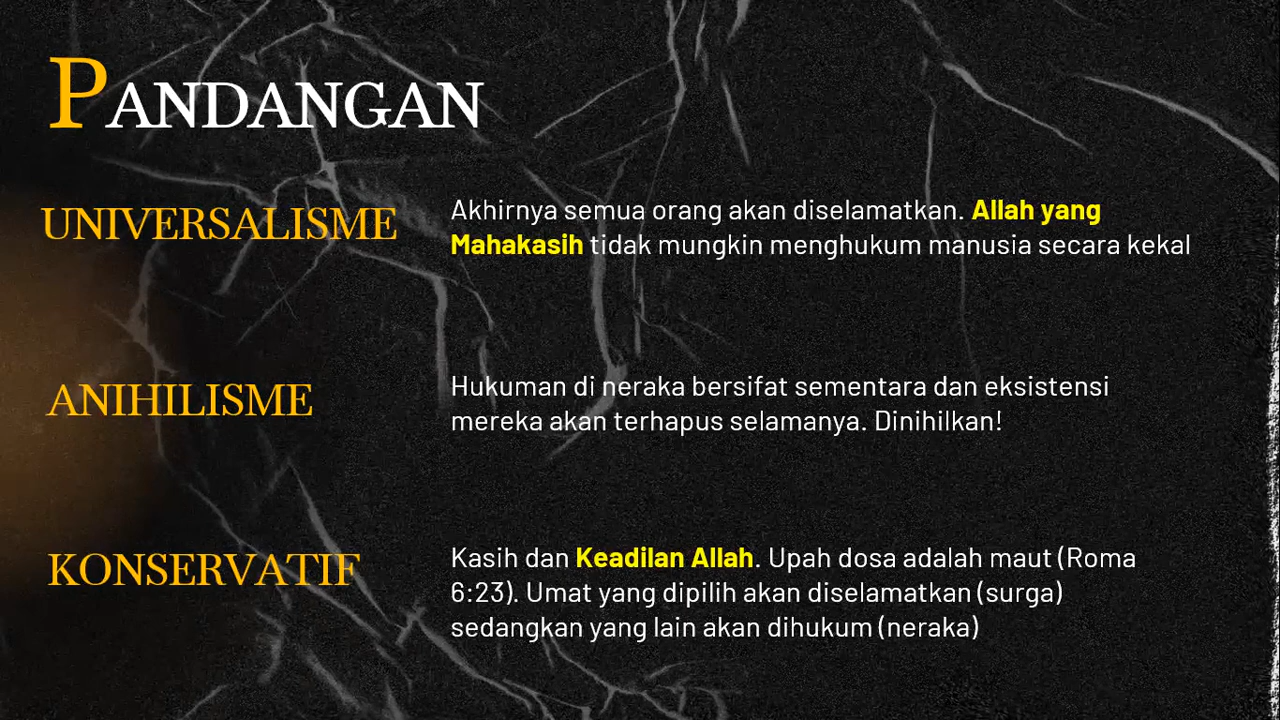 PANDANGAN
UNIVERSALISME
Akhirnya semua orang akan diselamatkan. Allah yang
Mahakasih tidak mungkin menghukum manusia secara kekal
ANIHILISME
Hukuman di neraka bersifat sementara dan eksistensi
mereka akan terhapus selamanya. Dinihilkan!
KONSERVATIF
Kasih dan Keadilan Allah. Upah dosa adalah maut (Roma
6:23). Umat yang dipilih akan diselamatkan (surga)
sedangkan yang lain akan dihukum (neraka)